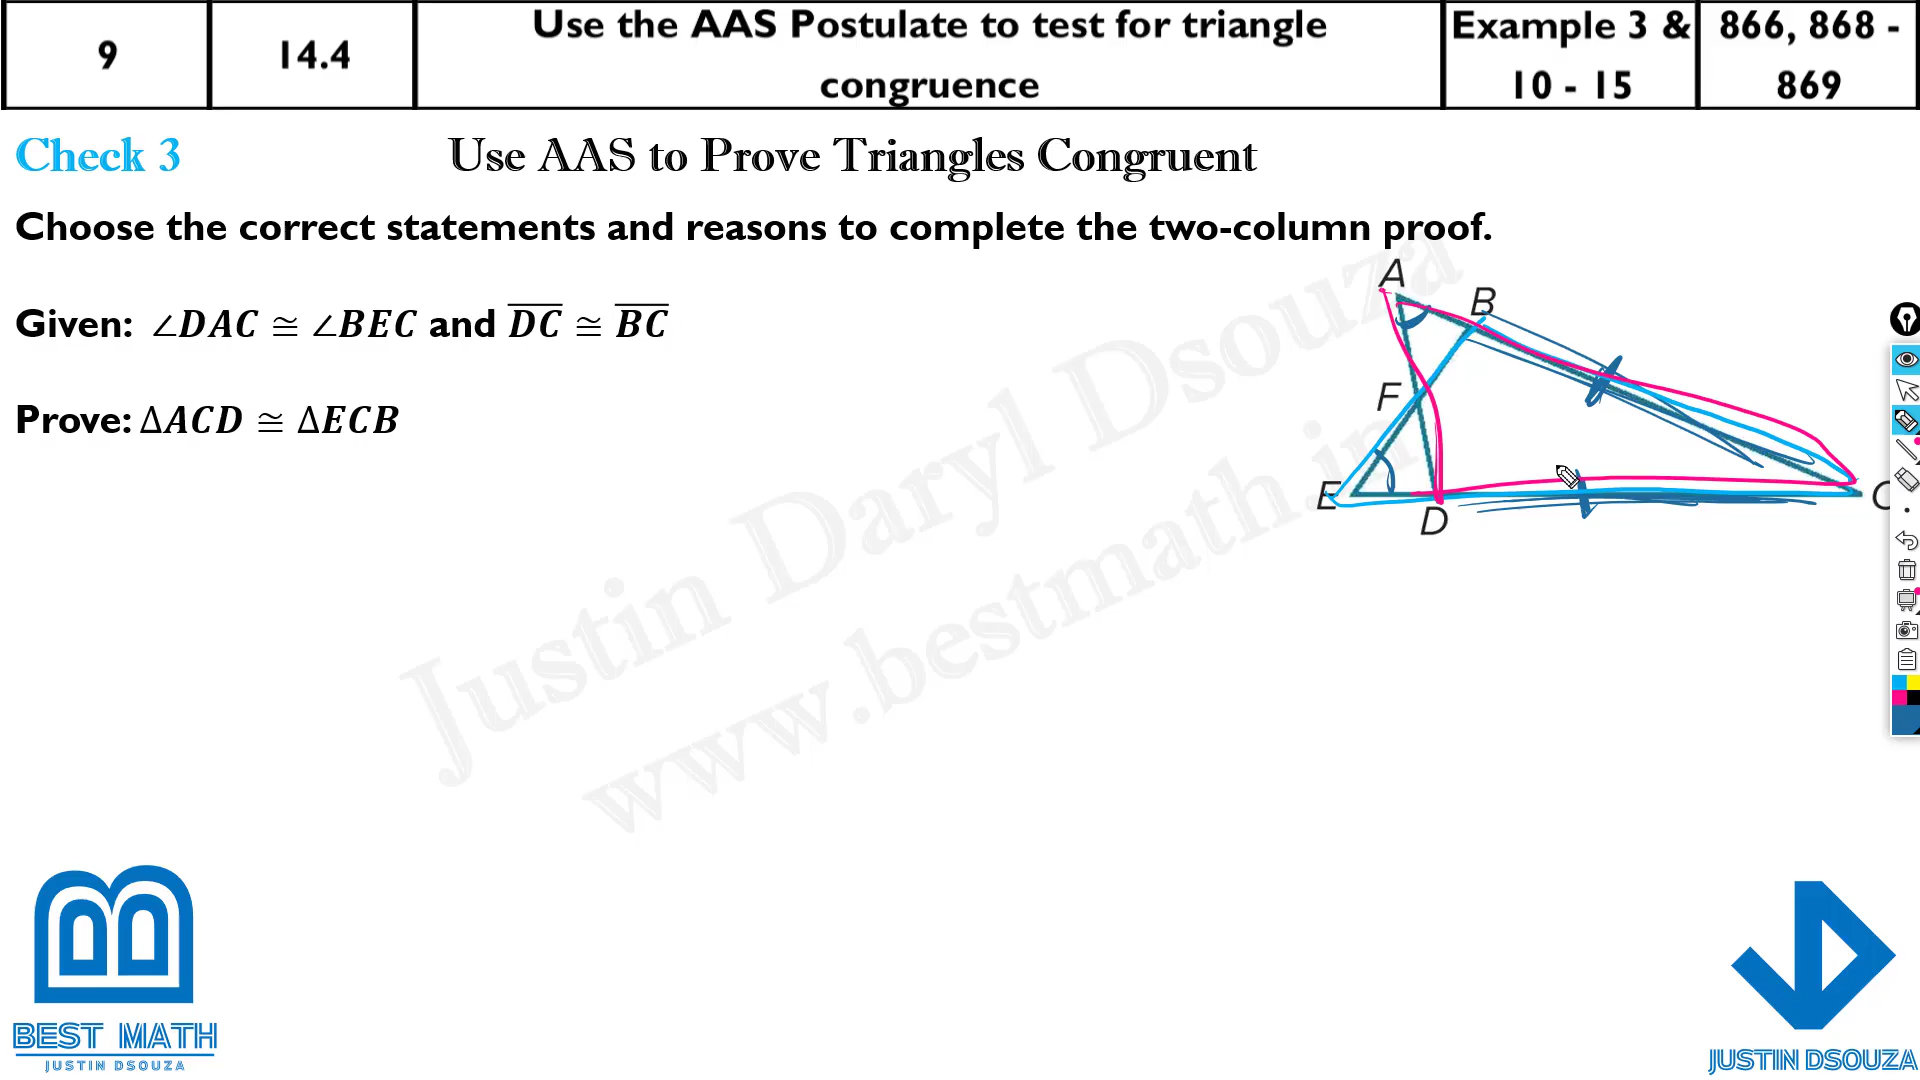 9
14.4
Use the AAS Postulate to test for triangle
congruence
Example 3 &
10 - 15
866, 868 -
869
Check 3
Use AAS to Prove Triangles Congruent
Choose the correct statements and reasons to complete the two-column proof.
Given: ∠DAC ≅ ∠BEC and D̅C̅ ≅ B̅C̅
Prove: ΔACD ≅ ΔECB
A
B
F
E
D
C
Justin Daryl Dsouza
www.bestmath.in
BEST MATH
JUSTIN DSOUZA
JUSTIN DSOUZA